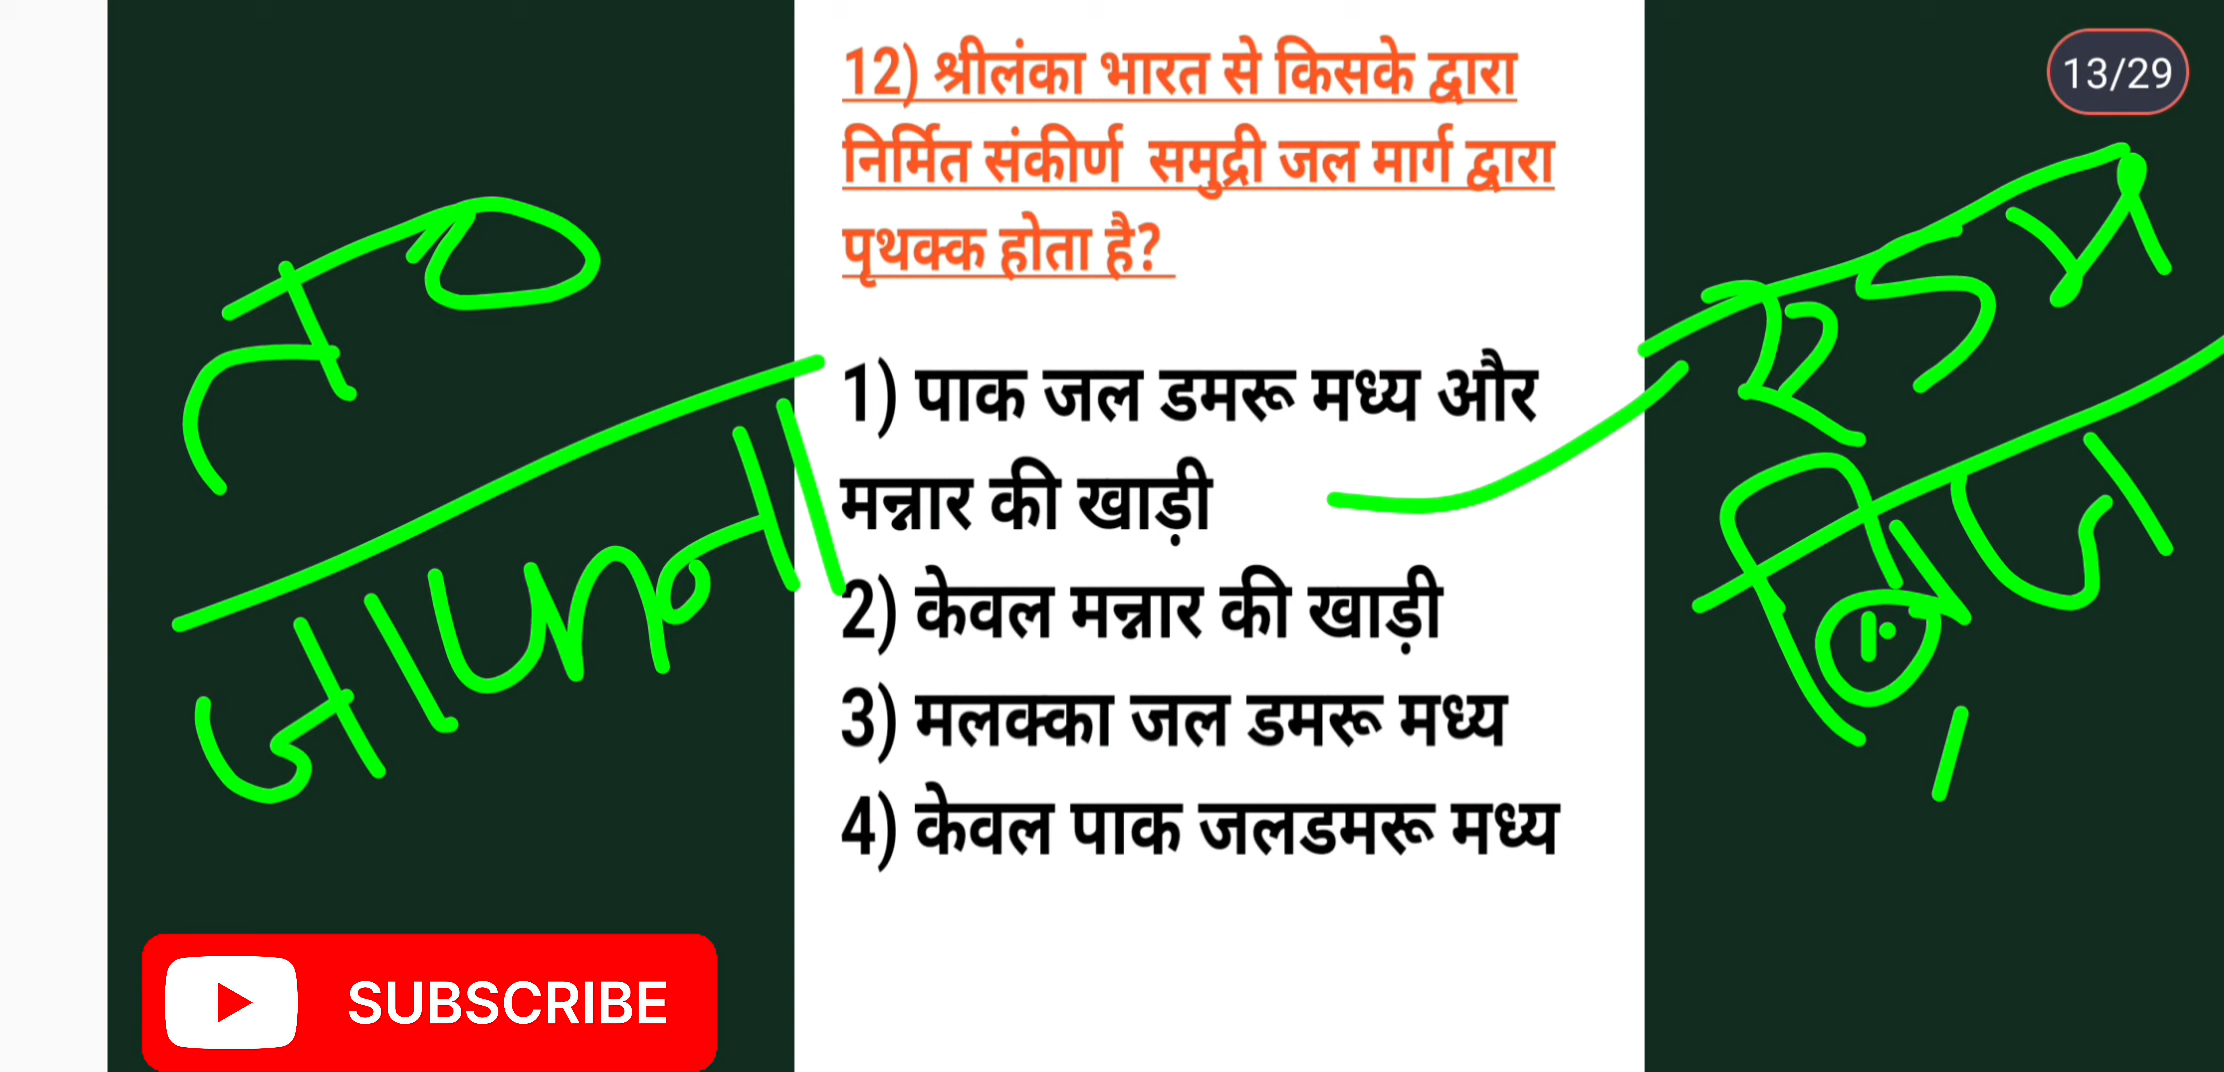 12) श्रीलंका भारत से किसके द्वारा
निर्मित संकीर्ण समुद्री जल मार्ग द्वारा
पृथक्क होता है?
1) पाक जल डमरू मध्य और
मन्नार की खाड़ी
2) केवल मन्नार की खाड़ी
3) मलक्का जल डमरू मध्य
4) केवल पाक जलडमरू मध्य
13/29
जाफना
SUBSCRIBE